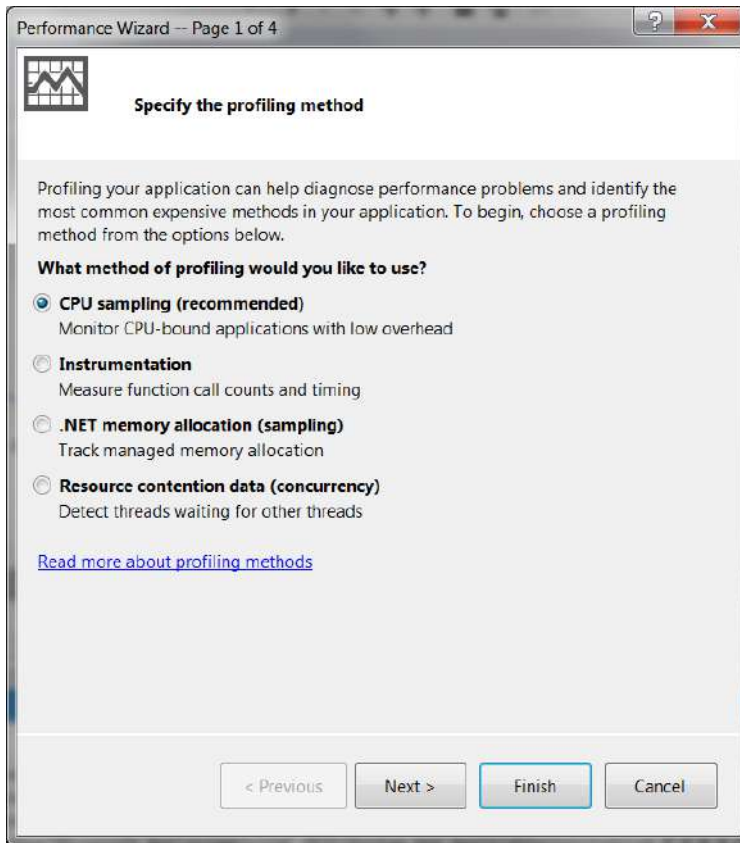 Performance Wizard -- Page 1 of 4
?
Specify the profiling method
Profiling your application can help diagnose performance problems and identify the
most common expensive methods in your application. To begin, choose a profiling
method from the options below.
What method of profiling would you like to use?
CPU sampling (recommended)
Monitor CPU-bound applications with low overhead
Instrumentation
Measure function call counts and timing
.NET memory allocation (sampling)
Track managed memory allocation
Resource contention data (concurrency)
Detect threads waiting for other threads
Read more about profiling methods
< Previous
Next >
Finish
Cancel